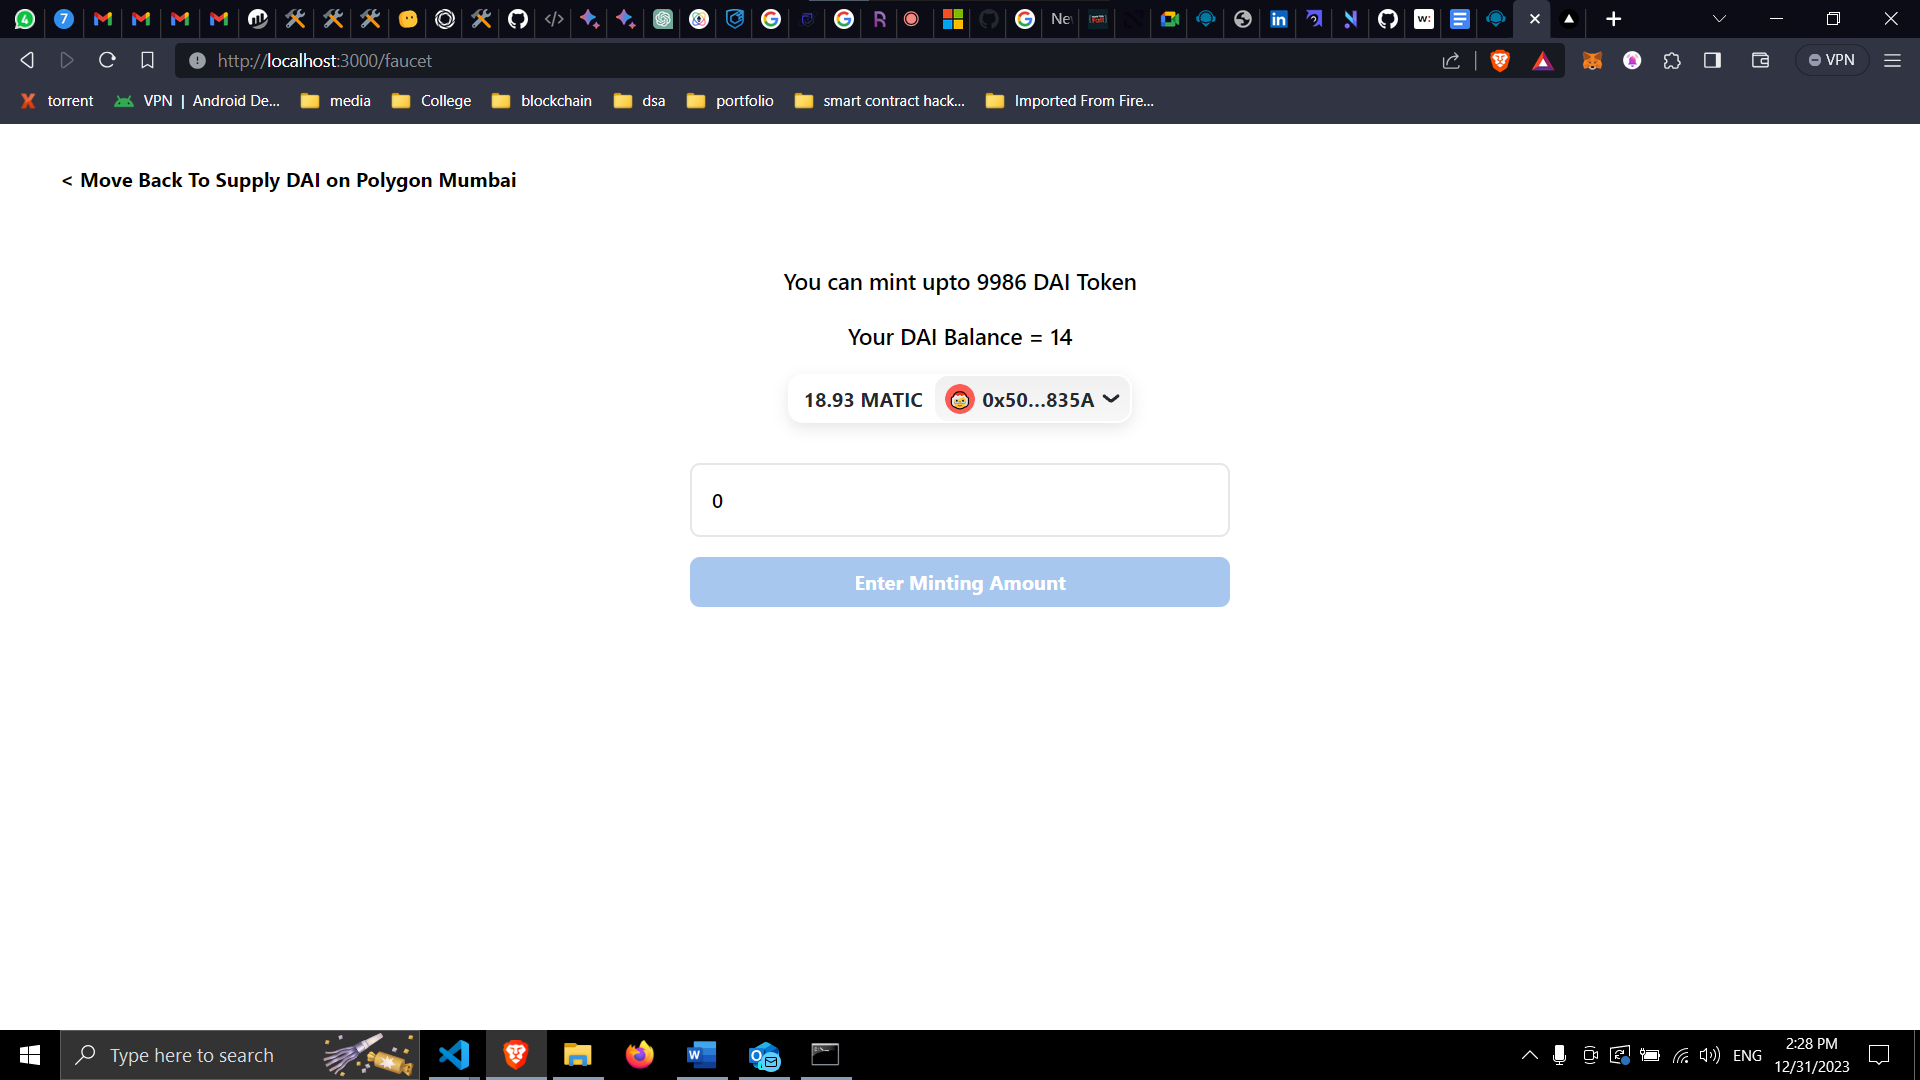 4
7
Ne
w:
http://localhost:3000/faucet
VPN
torrent
VPN | Android De...
media
College
blockchain
dsa
portfolio
smart contract hack...
Imported From Fire...
< Move Back To Supply DAI on Polygon Mumbai
You can mint upto 9986 DAI Token
Your DAI Balance = 14
18.93 MATIC
0x50...835A
0
Enter Minting Amount
Type here to search
ENG
2:28 PM
12/31/2023